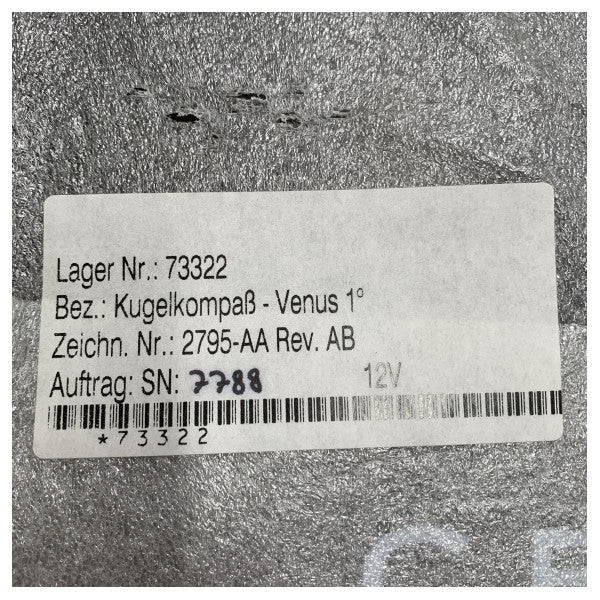 Lager Nr.: 73322
Bez.: Kugelkompaß - Venus 1°
Zeichn. Nr.: 2795-AA Rev. AB
Auftrag: SN: 7788 12V
*73322